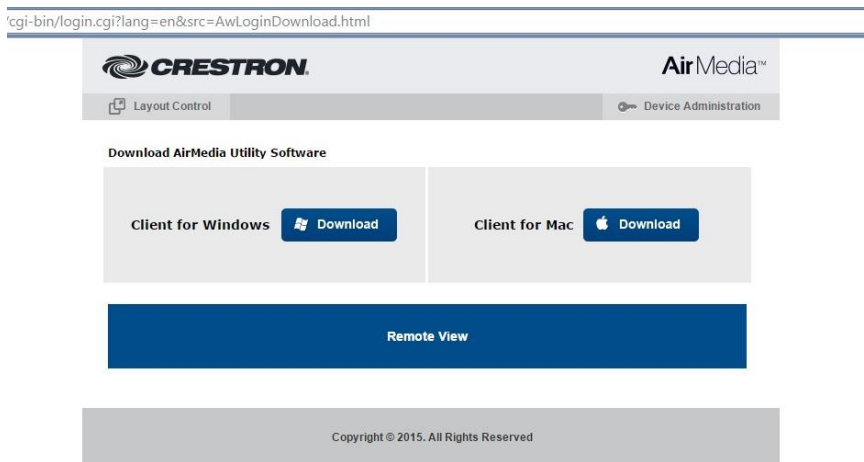 /cgi-bin/login.cgi?lang=en&src=AwLoginDownload.html
CRESTRON.
AirMedia™
Layout Control
Device Administration
Download AirMedia Utility Software
Client for Windows
Download
Client for Mac
Download
Remote View
Copyright © 2015. All Rights Reserved